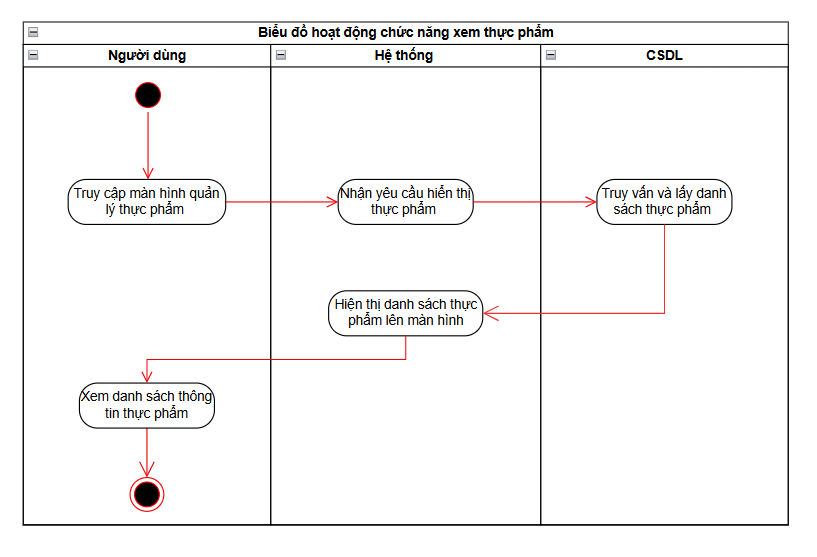 Biểu đồ hoạt động chức năng xem thực phẩm
Người dùng
Hệ thống
CSDL
Truy cập màn hình quản
lý thực phẩm
Nhận yêu cầu hiển thị
thực phẩm
Truy vấn và lấy danh
sách thực phẩm
Hiện thị danh sách thực
phẩm lên màn hình
Xem danh sách thông
tin thực phẩm